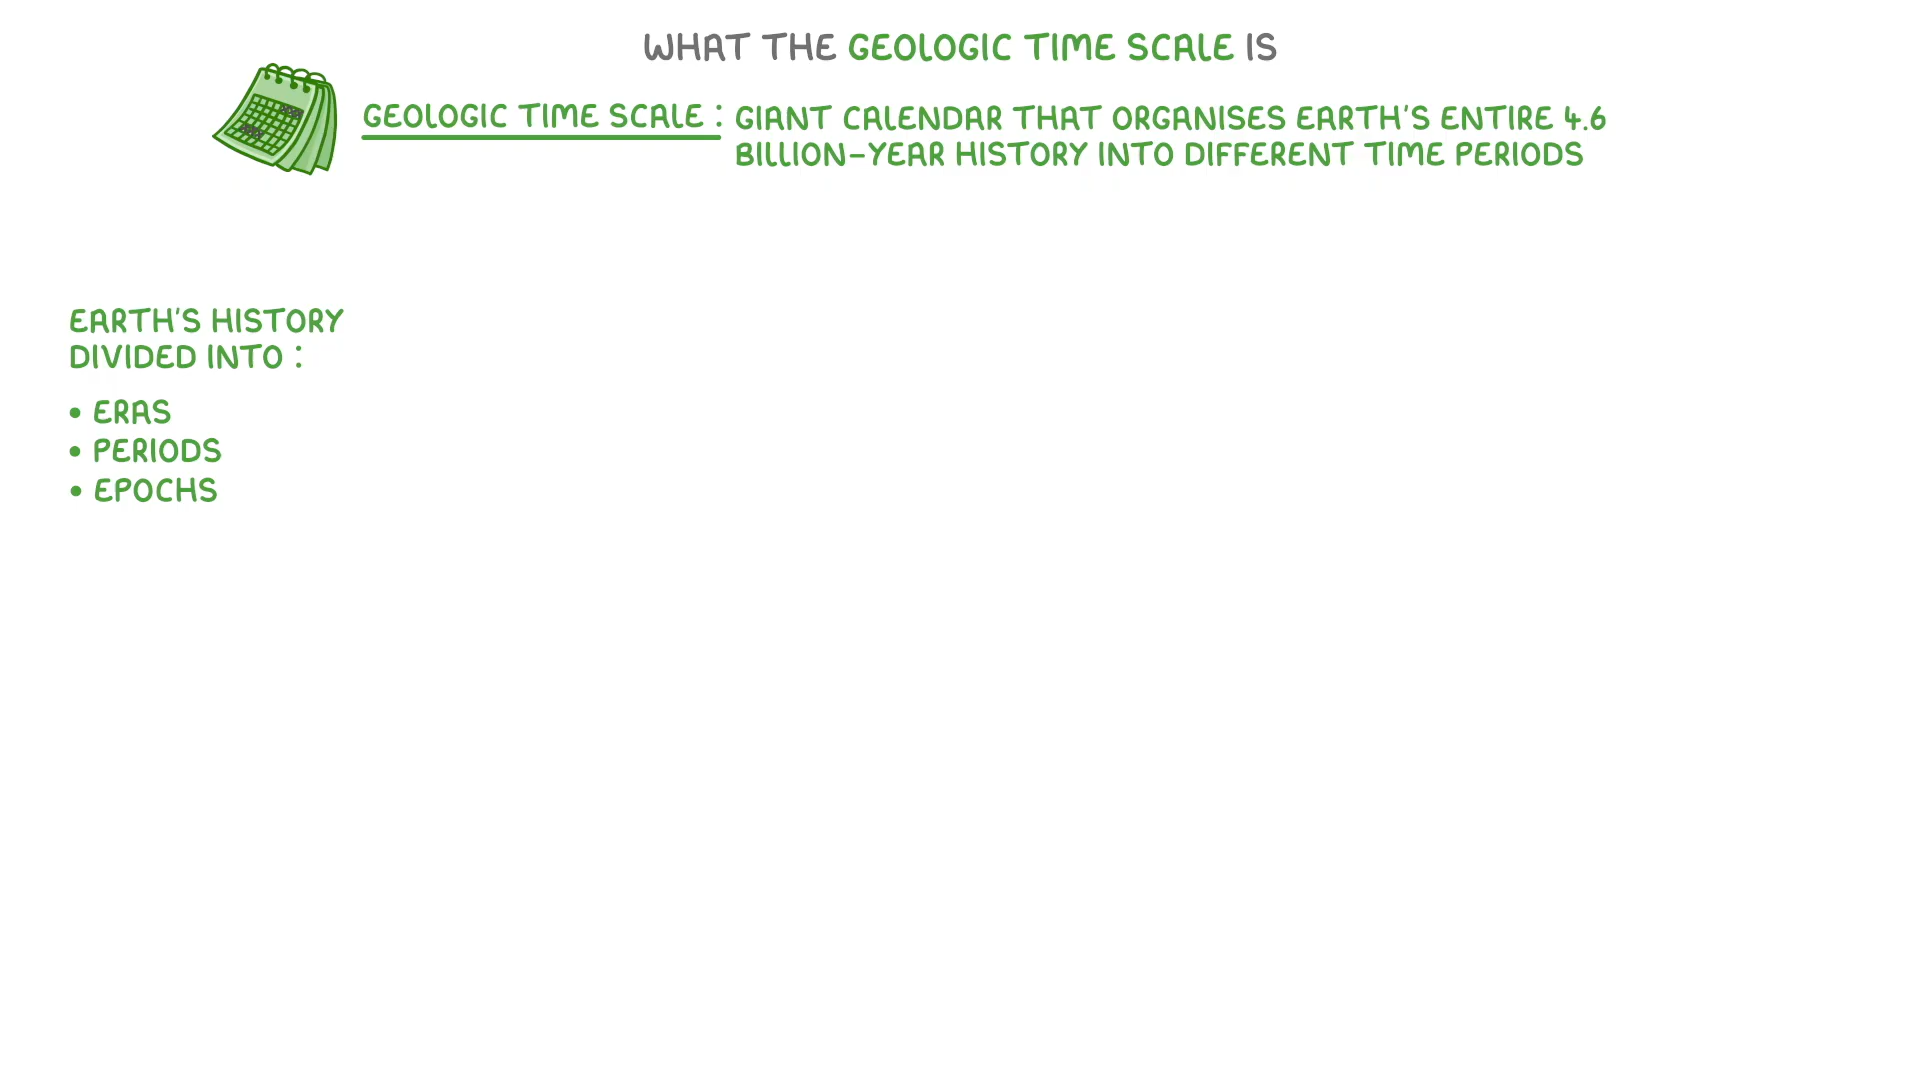 WHAT THE GEOLOGIC TIME SCALE IS
GEOLOGIC TIME SCALE : GIANT CALENDAR THAT ORGANISES EARTH'S ENTIRE 4.6
BILLION-YEAR HISTORY INTO DIFFERENT TIME PERIODS
EARTH'S HISTORY
DIVIDED INTO :
• ERAS
• PERIODS
• EPOCHS